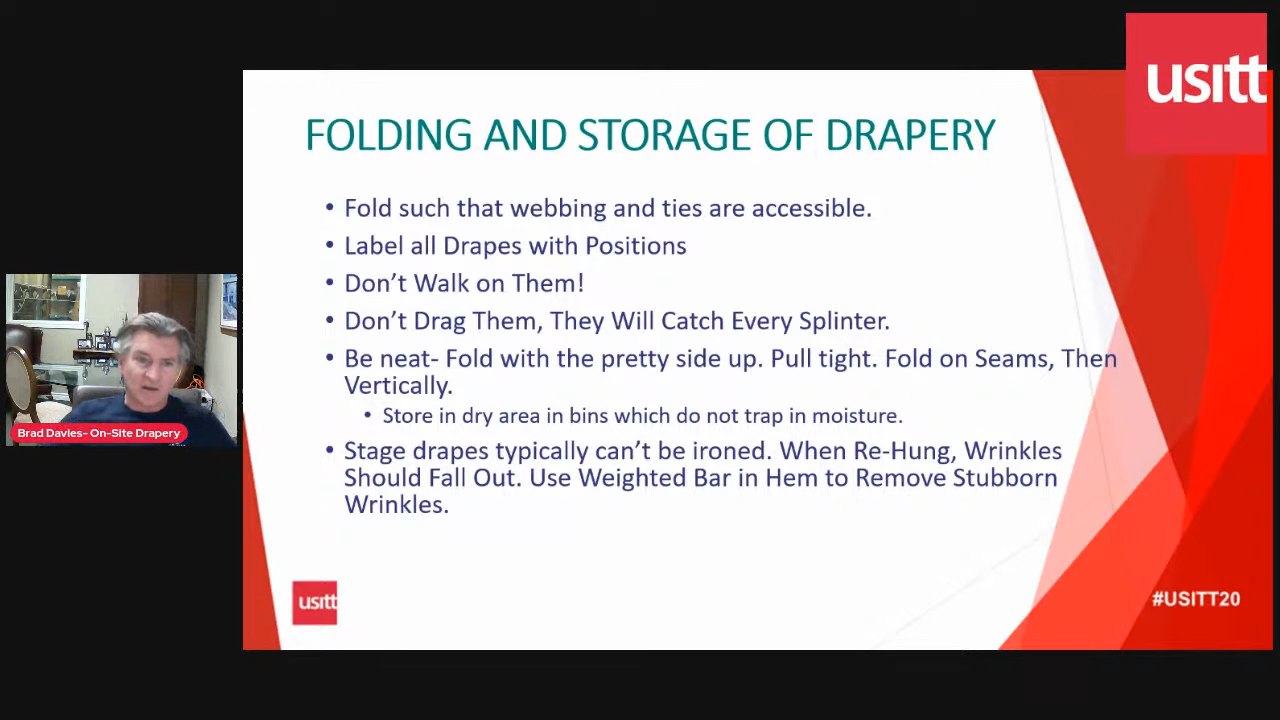 usitt
FOLDING AND STORAGE OF DRAPERY
• Fold such that webbing and ties are accessible.
• Label all Drapes with Positions
• Don't Walk on Them!
• Don't Drag Them, They Will Catch Every Splinter.
• Be neat- Fold with the pretty side up. Pull tight. Fold on Seams, Then
Vertically.
• Store in dry area in bins which do not trap in moisture.
• Stage drapes typically can't be ironed. When Re-Hung, Wrinkles
Should Fall Out. Use Weighted Bar in Hem to Remove Stubborn
Wrinkles.
Brad Davies- On-Site Drapery
usitt
#USITT20